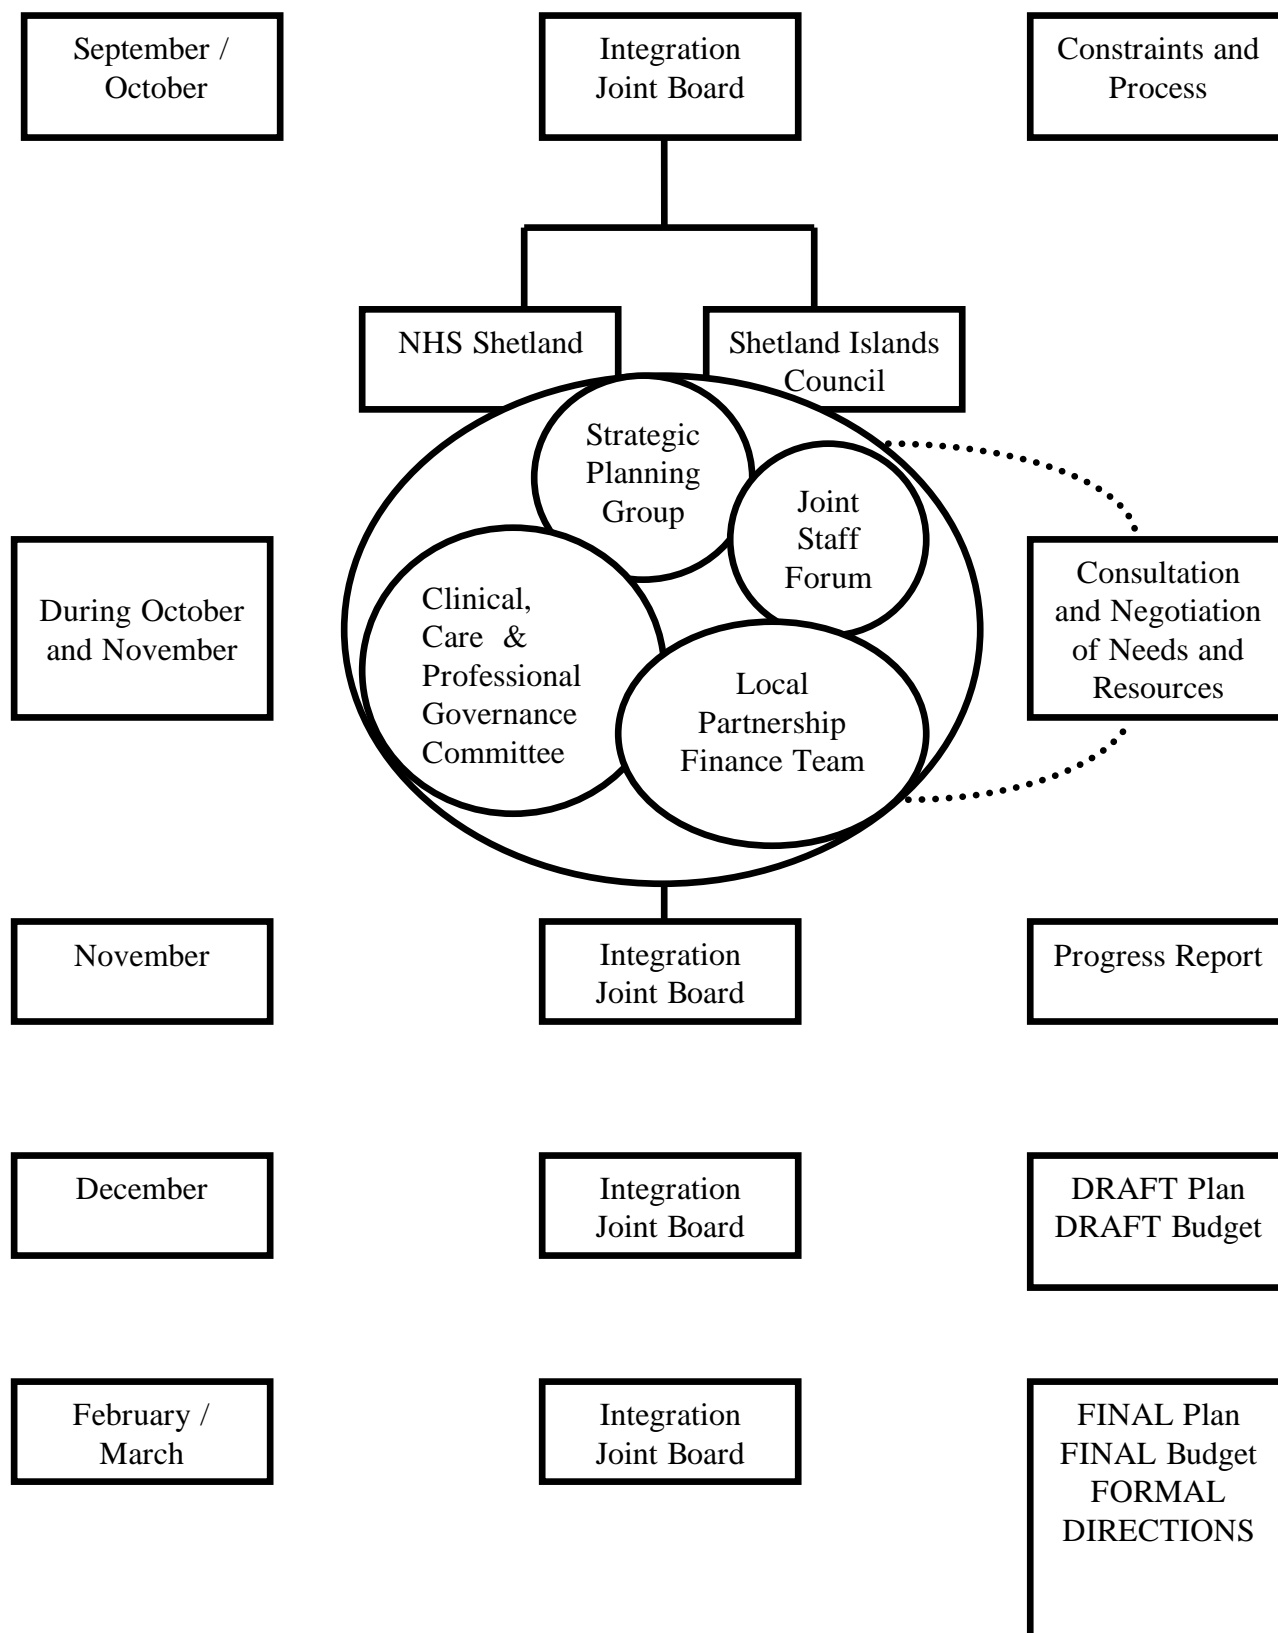 September /
October
Integration
Joint Board
Constraints and
Process
NHS Shetland
Shetland Islands
Council
Strategic
Planning
Group
Joint
Staff
Forum
During October
and November
Clinical,
Care &
Professional
Governance
Committee
Local
Partnership
Finance Team
Consultation
and Negotiation
of Needs and
Resources
November
Integration
Joint Board
Progress Report
December
Integration
Joint Board
DRAFT Plan
DRAFT Budget
February /
March
Integration
Joint Board
FINAL Plan
FINAL Budget
FORMAL
DIRECTIONS